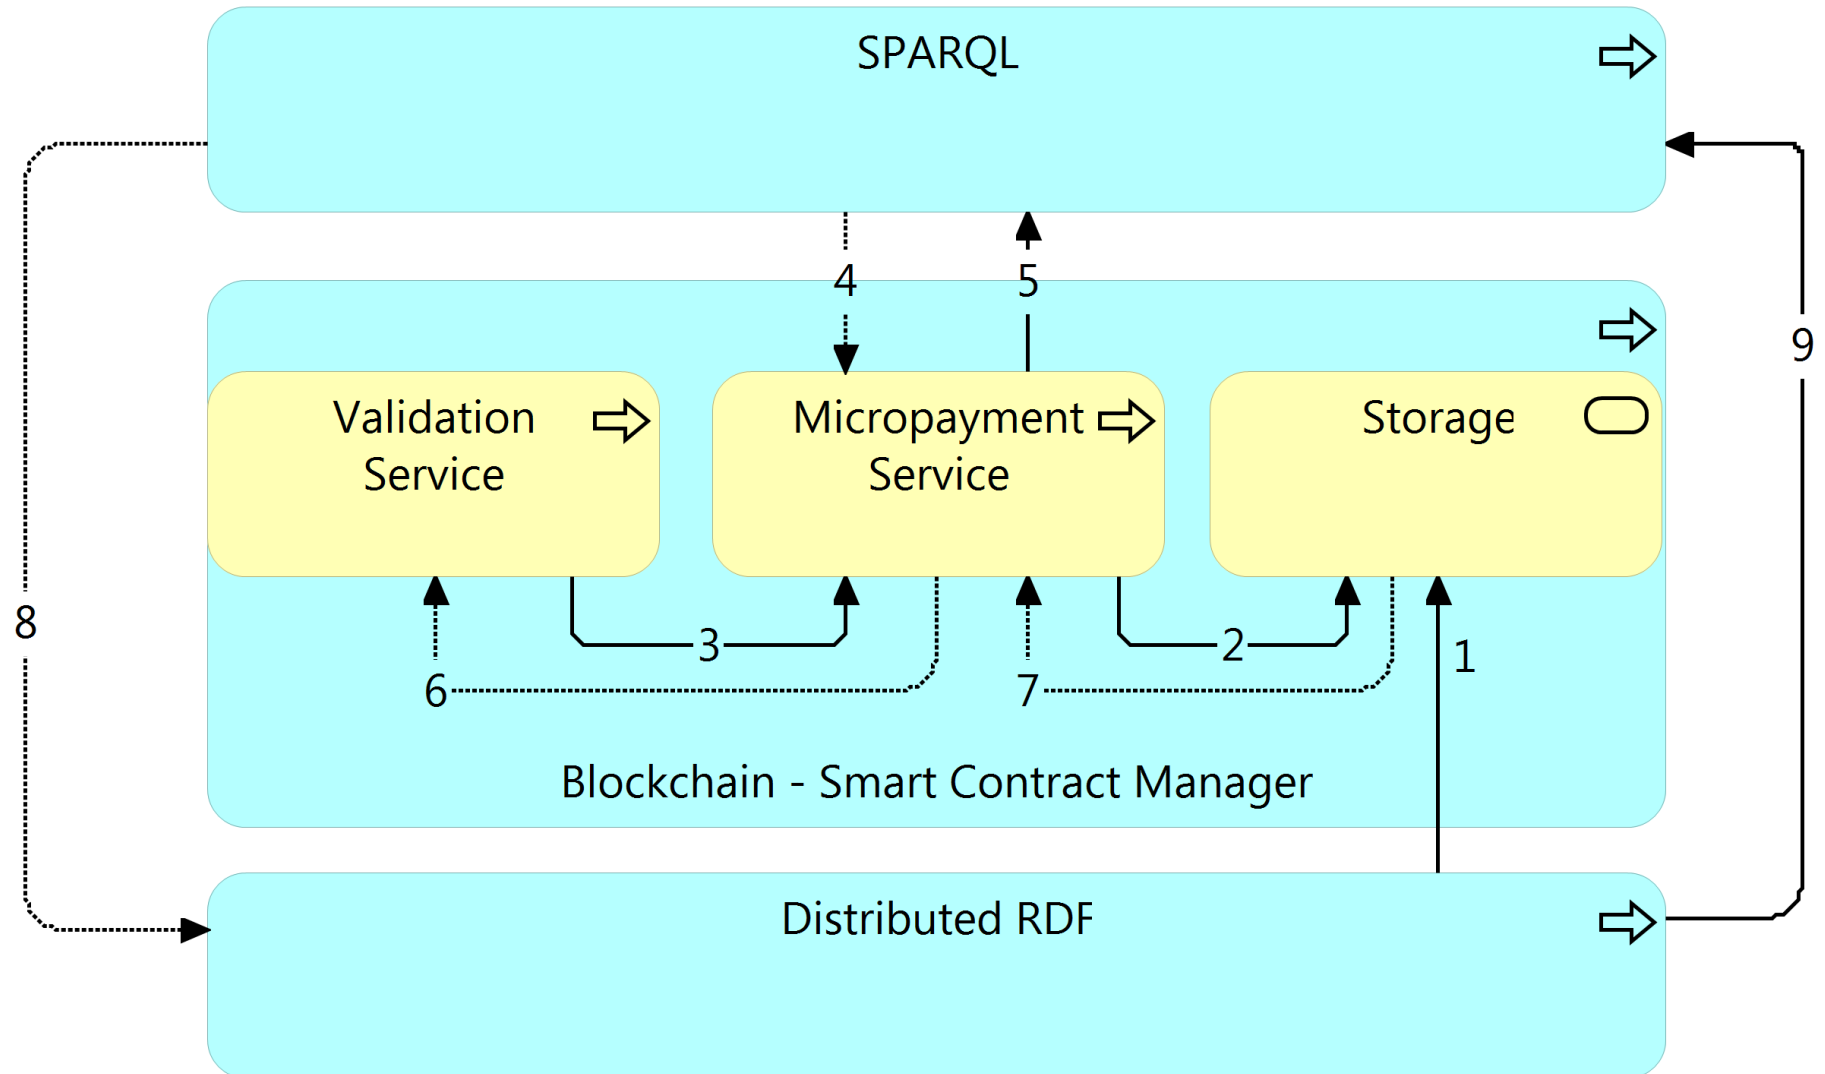 SPARQL
4
5
9
Validation
Service
Micropayment
Service
Storage
8
3
2
1
6
7
Blockchain - Smart Contract Manager
Distributed RDF